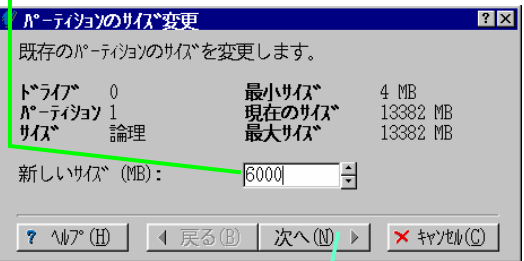 ﾊﾟｰﾃｨｼｮﾝのｻｲｽﾞ変更
既存のﾊﾟｰﾃｨｼｮﾝのｻｲｽﾞを変更します。
ﾄﾞﾗｲﾌﾞ 0 最小ｻｲｽﾞ 4 MB
ﾊﾟｰﾃｨｼｮﾝ 1 現在のｻｲｽﾞ 13382 MB
ｻｲｽﾞ 論理 最大ｻｲｽﾞ 13382 MB
新しいｻｲｽﾞ (MB): 6000
? ﾍﾙﾌﾟ(H) 戻る(B) 次へ(N) ｷｬﾝｾﾙ(C)